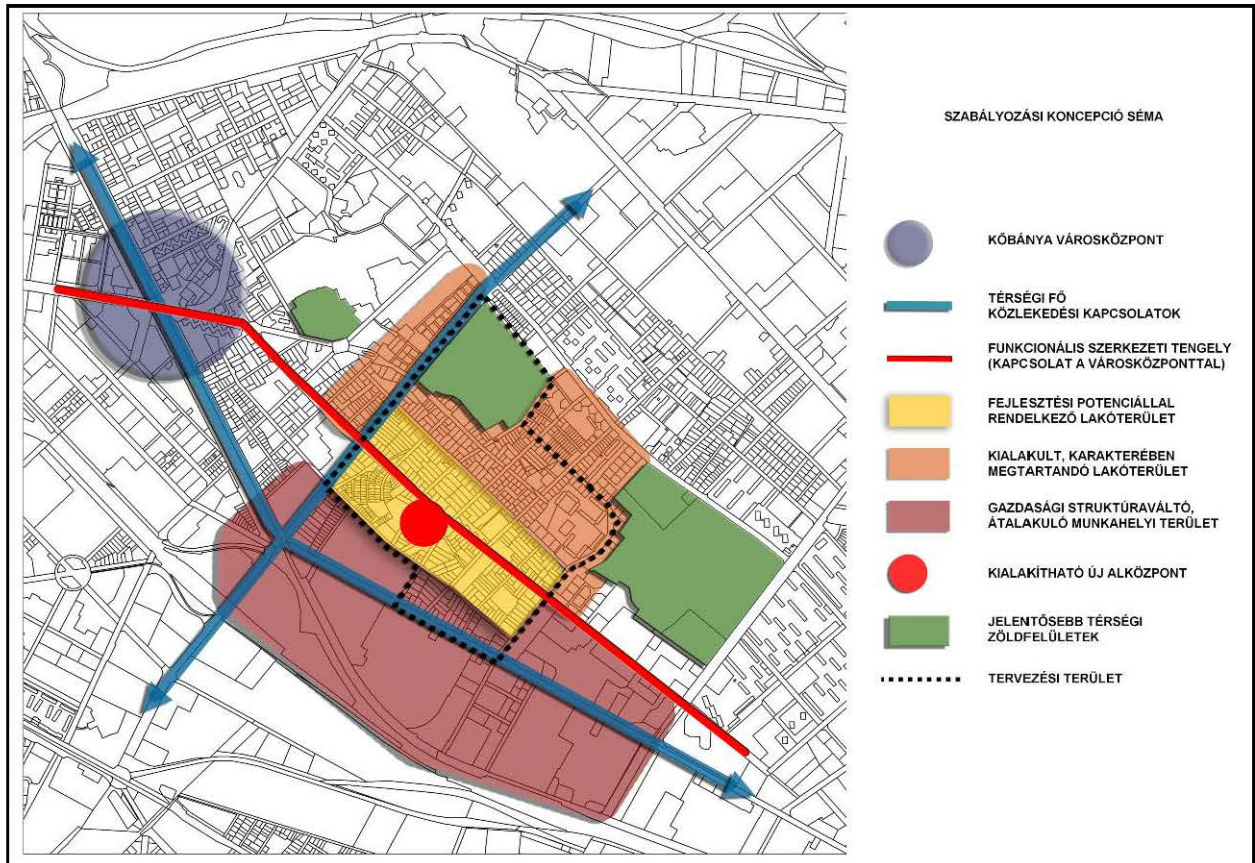 SZABÁLYOZÁSI KONCEPCIÓ SÉMA
KŐBÁNYA VÁROSKÖZPONT
TÉRSÉGI FŐ
KÖZLEKEDÉSI KAPCSOLATOK
FUNKCIONÁLIS SZERKEZETI TENGELY
(KAPCSOLAT A VÁROSKÖZPONTTAL)
FEJLESZTÉSI POTENCIÁLLAL
RENDELKEZŐ LAKÓTERÜLET
KIALAKULT, KARAKTERÉBEN
MEGTARTANDÓ LAKÓTERÜLET
GAZDASÁGI STRUKTÚRAVÁLTÓ,
ÁTALAKULÓ MUNKAHELYI TERÜLET
KIALAKÍTHATÓ ÚJ ALKÖZPONT
JELENTŐSEBB TÉRSÉGI
ZÖLDFELÜLETEK
TERVEZÉSI TERÜLET